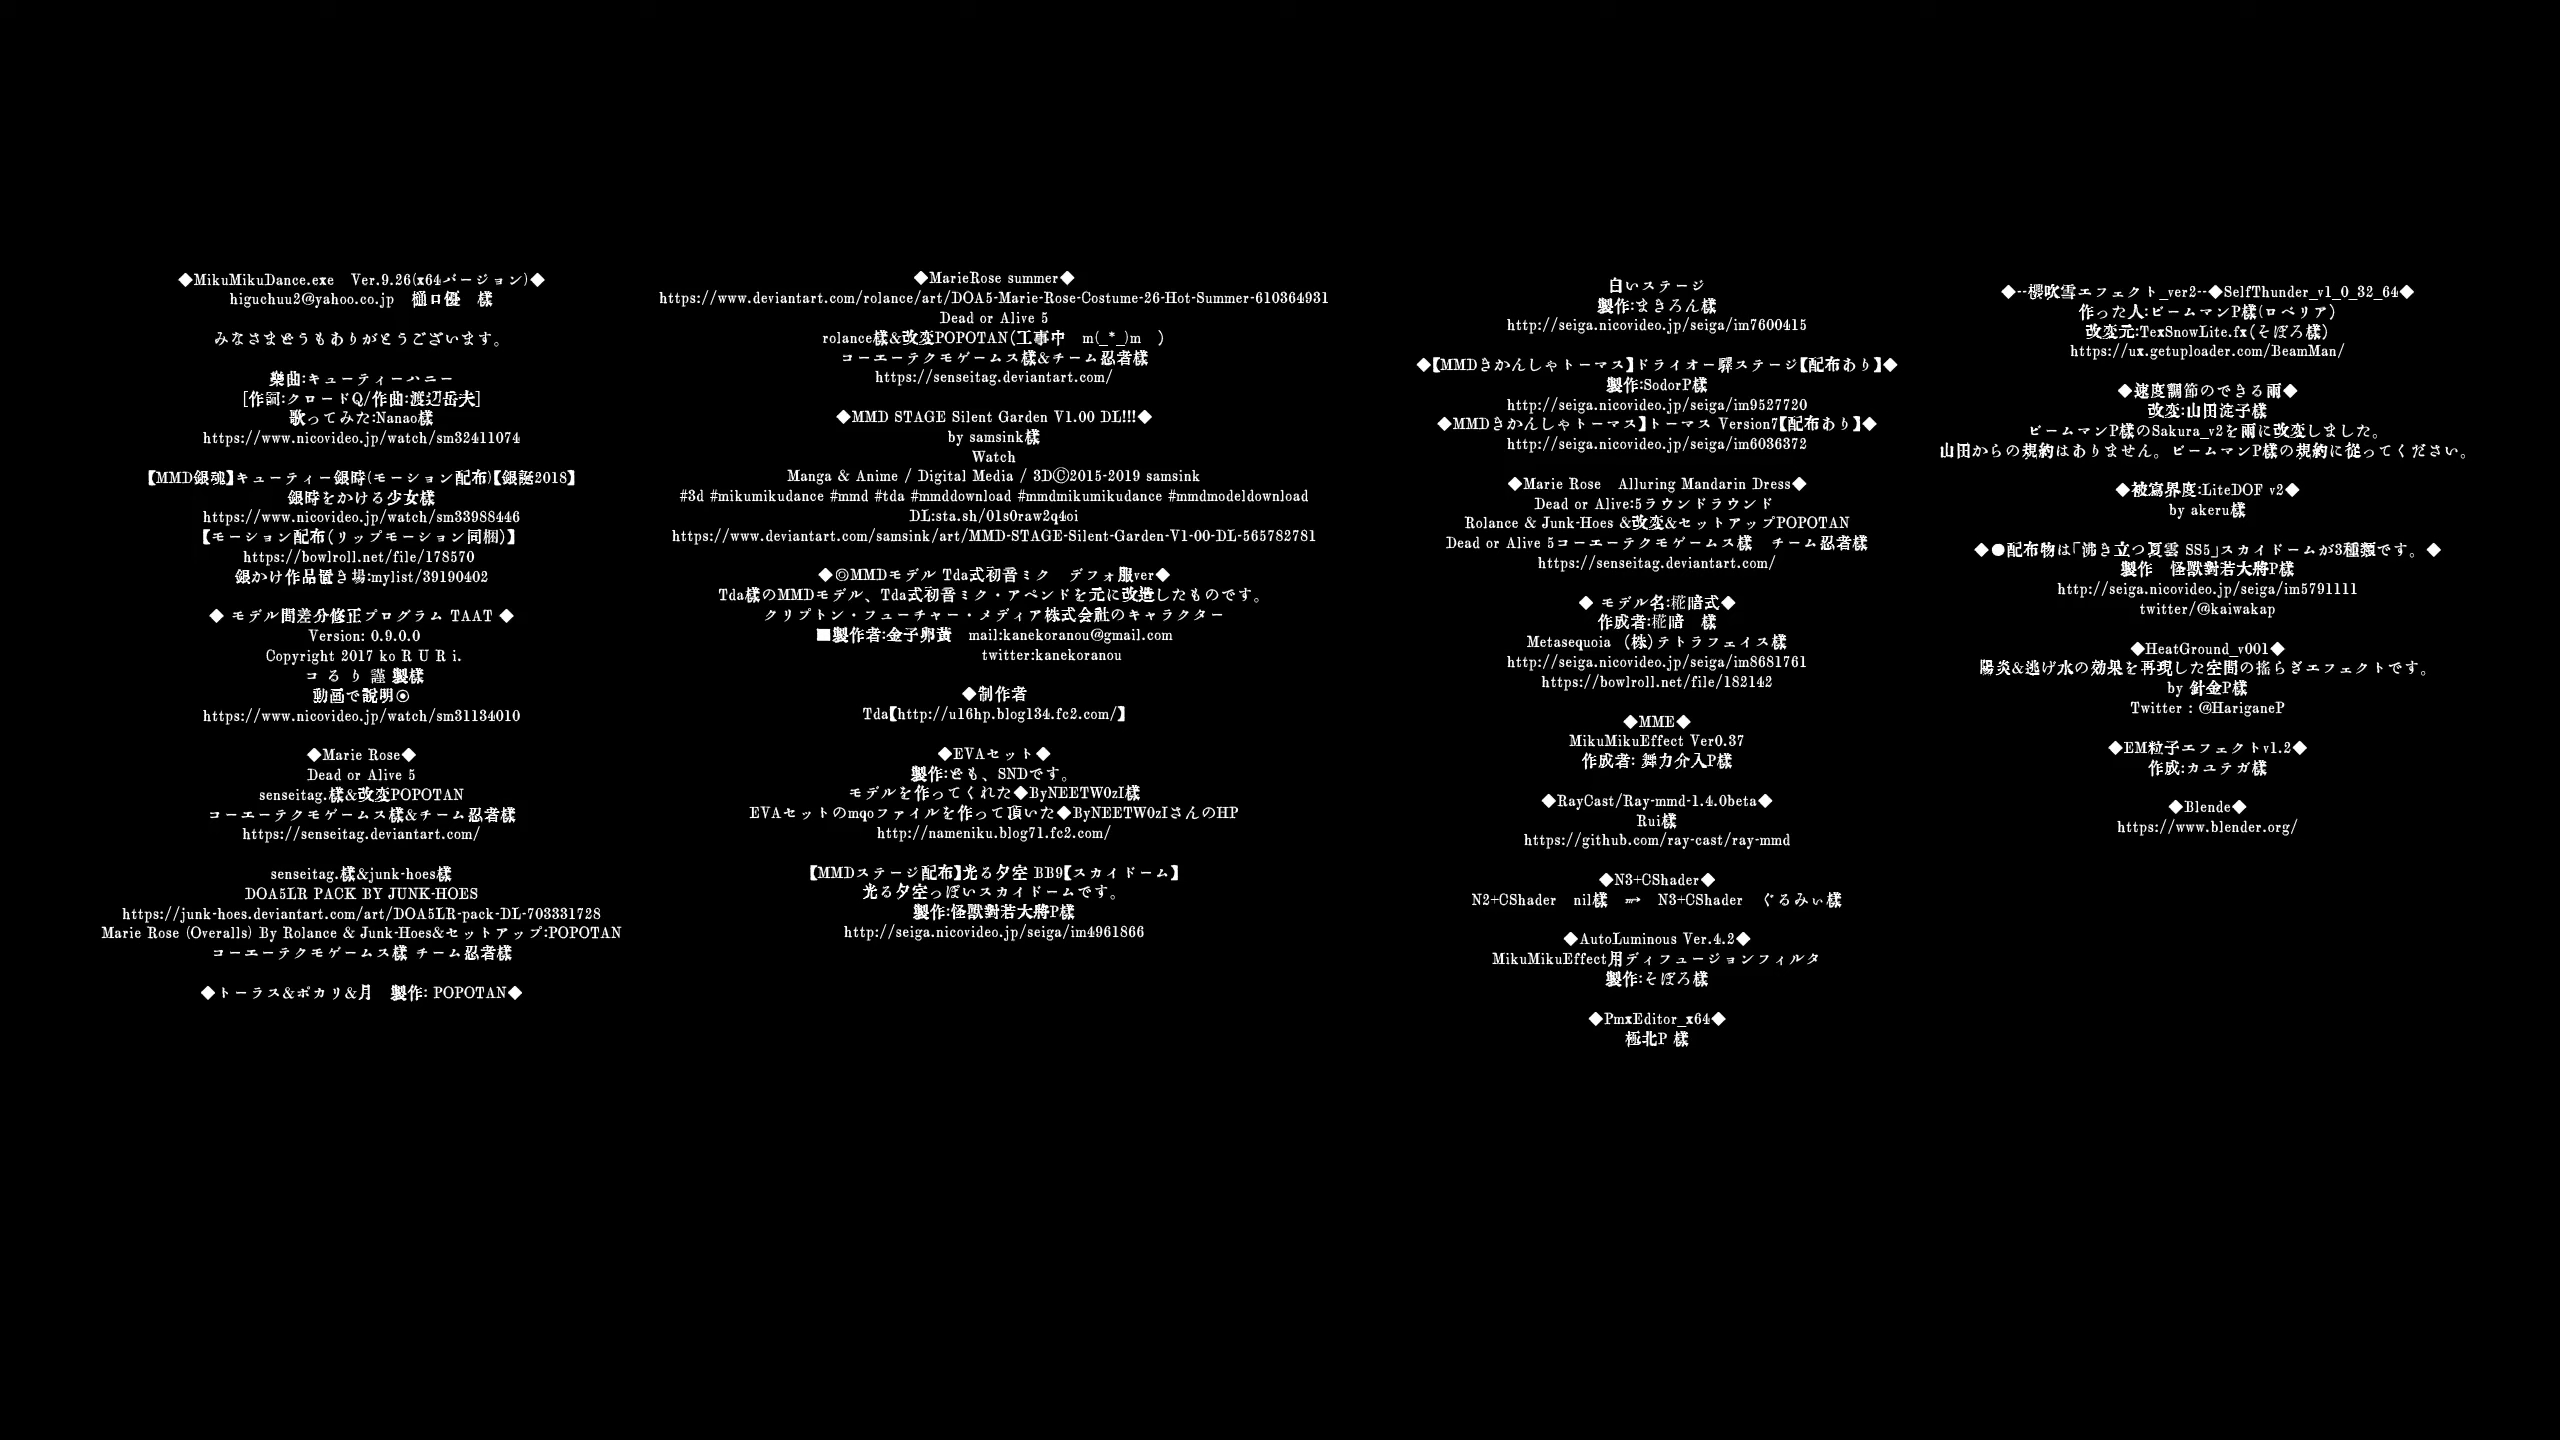 ◆MikuMikuDance.exe　Ver.9.26(x64バージョン)◆
higuchuu2@yahoo.co.jp　樋口優　樣
みなさまどうもありがとうございます。
樂曲:キューティーハニー
[作詞:クロードQ/作曲:渡辺岳夫]
歌ってみた:Nanao樣
https://www.nicovideo.jp/watch/sm32411074
【MMD銀魂】キューティー銀時(モーション配布)【銀誕2018】
銀時をかける少女樣
https://www.nicovideo.jp/watch/sm33988446
【モーション配布(リップモーション同梱)】
https://bowlroll.net/file/178570
銀かけ作品置き場:mylist/39190402
◆ モデル間差分修正プログラム TAAT ◆
Version: 0.9.0.0
Copyright 2017 ko R U R i.
コ る り 謹 製樣
動画で説明⦿
https://www.nicovideo.jp/watch/sm31134010
◆Marie Rose◆
Dead or Alive 5
senseitag.樣&改変POPOTAN
コーエーテクモゲームス樣&チーム忍者樣
https://senseitag.deviantart.com/
senseitag.樣&junk-hoes樣
DOA5LR PACK BY JUNK-HOES
https://junk-hoes.deviantart.com/art/DOA5LR-pack-DL-703331728
Marie Rose (Overalls) By Rolance & Junk-Hoes&セットアップ:POPOTAN
コーエーテクモゲームス樣 チーム忍者樣
◆トーラス&ポカリ&月　製作: POPOTAN◆
◆MarieRose summer◆
https://www.deviantart.com/rolance/art/DOA5-Marie-Rose-Costume-26-Hot-Summer-610364931
Dead or Alive 5
rolance樣&改変POPOTAN(工事中　m(_*_)m　)
コーエーテクモゲームス樣&チーム忍者樣
https://senseitag.deviantart.com/
◆MMD STAGE Silent Garden V1.00 DL!!!◆
by samsink樣
Watch
Manga & Anime / Digital Media / 3DⒸ2015-2019 samsink
#3d #mikumikudance #mmd #tda #mmddownload #mmdmikumikudance #mmdmodeldownload
DL:sta.sh/01s0raw2q4oi
https://www.deviantart.com/samsink/art/MMD-STAGE-Silent-Garden-V1-00-DL-565782781
◆◎MMDモデル Tda式初音ミク　デフォ服ver◆
Tda樣のMMDモデル、Tda式初音ミク・アペンドを元に改造したものです。
クリプトン・フューチャー・メディア株式会社のキャラクター
■製作者:金子卵黃　mail:kanekoranou@gmail.com
twitter:kanekoranou
◆制作者
Tda【http://u16hp.blog134.fc2.com/】
◆EVAセット◆
製作:ども、SNDです。
モデルを作ってくれた◆ByNEETW0zI樣
EVAセットのmqoファイルを作って頂いた◆ByNEETW0zIさんのHP
http://nameniku.blog71.fc2.com/
【MMDステージ配布】光る夕空 BB9【スカイドーム】
光る夕空っぽいスカイドームです。
製作:怪獸對若大將P樣
http://seiga.nicovideo.jp/seiga/im4961866
白いステージ
製作:まきろん樣
http://seiga.nicovideo.jp/seiga/im7600415
◆【MMDきかんしゃトーマス】ドライオー驛ステージ【配布あり】◆
製作:SodorP樣
http://seiga.nicovideo.jp/seiga/im9527720
◆MMDきかんしゃトーマス】トーマス Version7【配布あり】◆
http://seiga.nicovideo.jp/seiga/im6036372
◆Marie Rose　Alluring Mandarin Dress◆
Dead or Alive:5ラウンドラウンド
Rolance & Junk-Hoes &改変&セットアップPOPOTAN
Dead or Alive 5コーエーテクモゲームス樣　チーム忍者樣
https://senseitag.deviantart.com/
◆ モデル名:椛暗式◆
作成者:椛暗　樣
Metasequoia　(株)テトラフェイス樣
http://seiga.nicovideo.jp/seiga/im8681761
https://bowlroll.net/file/182142
◆MME◆
MikuMikuEffect Ver0.37
作成者: 舞力介入P樣
◆RayCast/Ray-mmd-1.4.0beta◆
Rui樣
https://github.com/ray-cast/ray-mmd
◆N3+CShader◆
N2+CShader　nil樣　→　N3+CShader　ぐるみぃ樣
◆AutoLuminous Ver.4.2◆
MikuMikuEffect用ディフュージョンフィルタ
製作:そぼろ樣
◆PmxEditor_x64◆
極北P 樣
◆--櫻吹雪エフェクト_ver2--◆SelfThunder_v1_0_32_64◆
作った人:ビームマンP樣(ロベリア)
改変元:TexSnowLite.fx(そぼろ樣)
https://ux.getuploader.com/BeamMan/
◆速度調節のできる雨◆
改変:山田淀子樣
ビームマンP樣のSakura_v2を雨に改変しました。
山田からの規約はありません。ビームマンP樣の規約に従ってください。
◆被寫界度:LiteDOF v2◆
by akeru樣
◆●配布物は「沸き立つ夏雲 SS5」スカイドームが3種類です。◆
製作　怪獸對若大將P樣
http://seiga.nicovideo.jp/seiga/im5791111
twitter/@kaiwakap
◆HeatGround_v001◆
陽炎&逃げ水の効果を再現した空間の搖らぎエフェクトです。
by 針金P樣
Twitter : @HariganeP
◆EM粒子エフェクトv1.2◆
作成:カユテガ樣
◆Blende◆
https://www.blender.org/